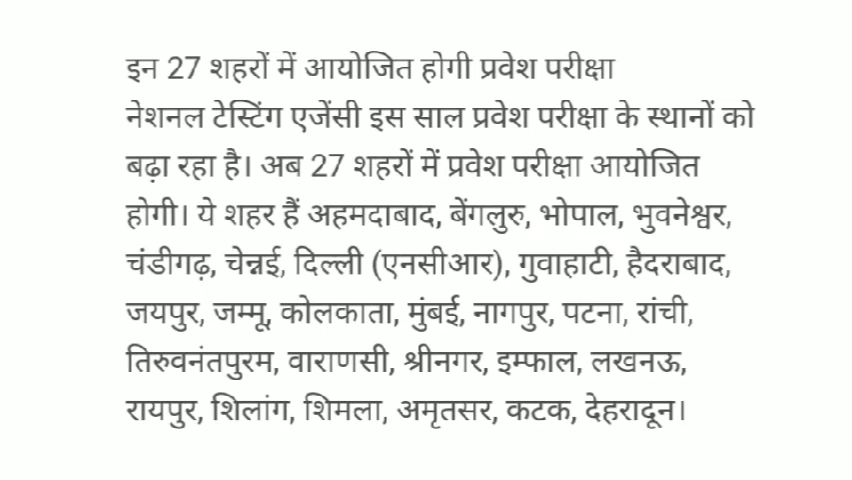 इन 27 शहरों में आयोजित होगी प्रवेश परीक्षा
नेशनल टेस्टिंग एजेंसी इस साल प्रवेश परीक्षा के स्थानों को
बढ़ा रहा है। अब 27 शहरों में प्रवेश परीक्षा आयोजित
होगी। ये शहर हैं अहमदाबाद, बेंगलुरु, भोपाल, भुवनेश्वर,
चंडीगढ़, चेन्नई, दिल्ली (एनसीआर), गुवाहाटी, हैदराबाद,
जयपुर, जम्मू, कोलकाता, मुंबई, नागपुर, पटना, रांची,
तिरुवनंतपुरम, वाराणसी, श्रीनगर, इम्फाल, लखनऊ,
रायपुर, शिलांग, शिमला, अमृतसर, कटक, देहरादून।